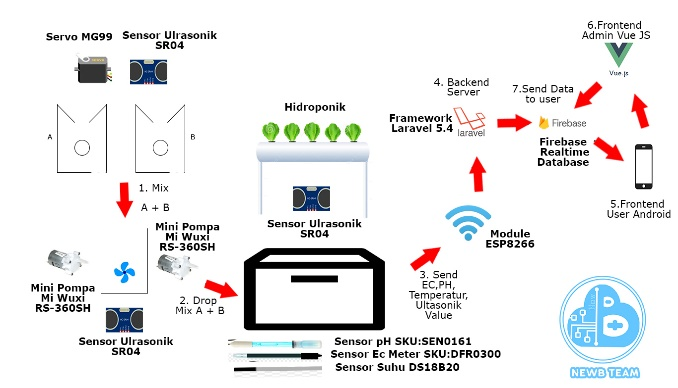 Servo MG99
Sensor Ulrasonik
SR04
A
B
1. Mix
A + B
Mini Pompa
Mi Wuxi
RS-360SH
Mini Pompa
Mi Wuxi
RS-360SH
Sensor Ulrasonik
SR04
2. Drop
Mix A + B
Hidroponik
Sensor Ulrasonik
SR04
Sensor pH SKU:SEN0161
Sensor Ec Meter SKU:DFR0300
Sensor Suhu DS18B20
3. Send
EC,PH,
Temperatur,
Ultasonik
Value
Module
ESP8266
4. Backend
Server
Framework
Laravel 5.4
laravel
7.Send Data
to user
Firebase
Firebase
Realtime
Database
6.Frontend
Admin Vue JS
Vue.js
5.Frontend
User Android
NEWB TEAM